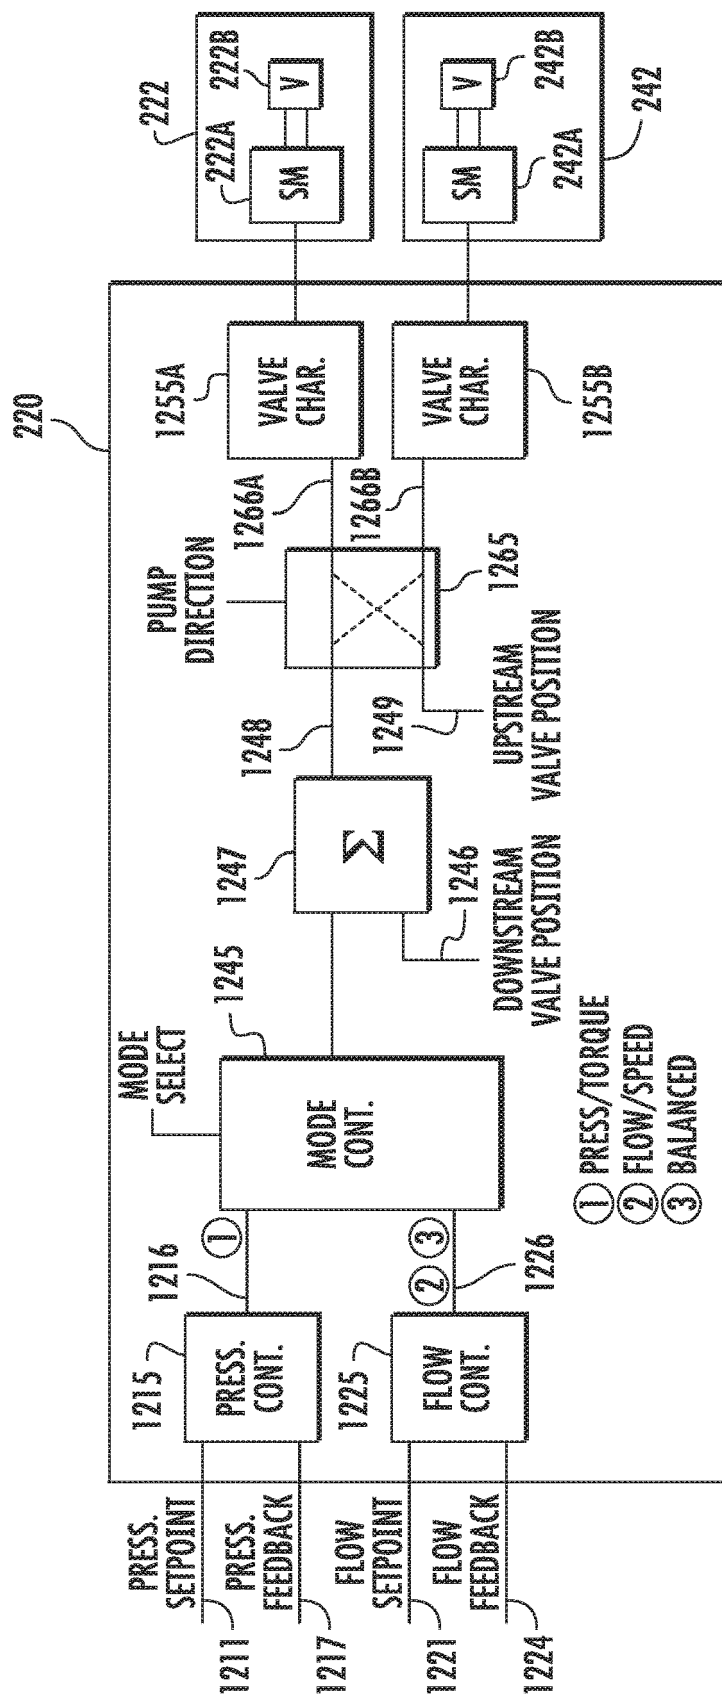 220
PRESS.
SETPOINT
1211
PRESS.
FEEDBACK
1217
FLOW
SETPOINT
1221
FLOW
FEEDBACK
1224
1215
PRESS.
CONT.
1216
1
1225
FLOW
CONT.
2
3
1226
MODE
SELECT
1245
MODE
CONT.
1 PRESS/TORQUE
2 FLOW/SPEED
3 BALANCED
1247
Σ
1246
DOWNSTREAM
VALVE POSITION
1248
1249
UPSTREAM
VALVE POSITION
PUMP
DIRECTION
1265
1266A
1266B
1255A
VALVE
CHAR.
VALVE
CHAR.
1255B
222
222A
222B
SM
V
SM
V
242A
242B
242